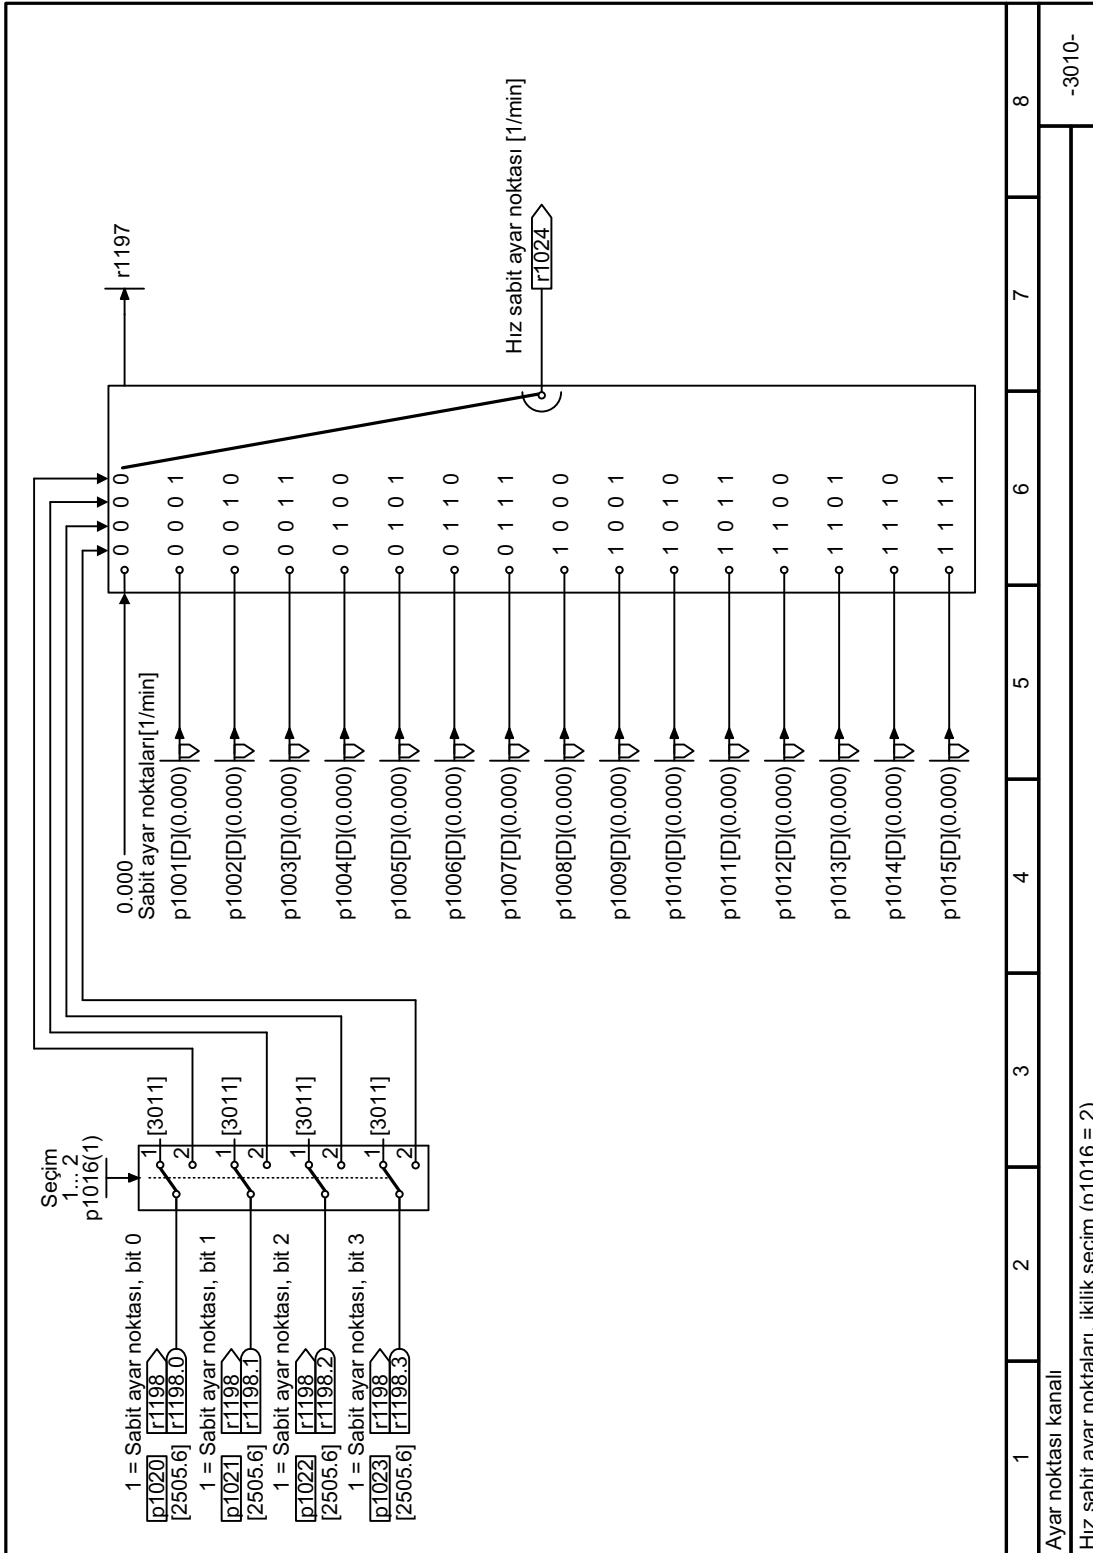 Seçim
1... 2
p1016(1)
1 = Sabit ayar noktası, bit 0
p1020 r1198
[2505.6] r1198.0
1 [3011]
2
1 = Sabit ayar noktası, bit 1
p1021 r1198
[2505.6] r1198.1
1 [3011]
2
1 = Sabit ayar noktası, bit 2
p1022 r1198
[2505.6] r1198.2
1 [3011]
2
1 = Sabit ayar noktası, bit 3
p1023 r1198
[2505.6] r1198.3
1 [3011]
2
0.000 0 0 0 0
Sabit ayar noktaları[1/min]
p1001[D](0.000) 0 0 0 1
p1002[D](0.000) 0 0 1 0
p1003[D](0.000) 0 0 1 1
p1004[D](0.000) 0 1 0 0
p1005[D](0.000) 0 1 0 1
p1006[D](0.000) 0 1 1 0
p1007[D](0.000) 0 1 1 1
p1008[D](0.000) 1 0 0 0
p1009[D](0.000) 1 0 0 1
p1010[D](0.000) 1 0 1 0
p1011[D](0.000) 1 0 1 1
p1012[D](0.000) 1 1 0 0
p1013[D](0.000) 1 1 0 1
p1014[D](0.000) 1 1 1 0
p1015[D](0.000) 1 1 1 1
r1197
Hız sabit ayar noktası [1/min]
r1024
1 2 3 4 5 6 7 8
Ayar noktası kanalı
-3010-
Hız sabit ayar noktaları, ikilik seçim (p1016 = 2)